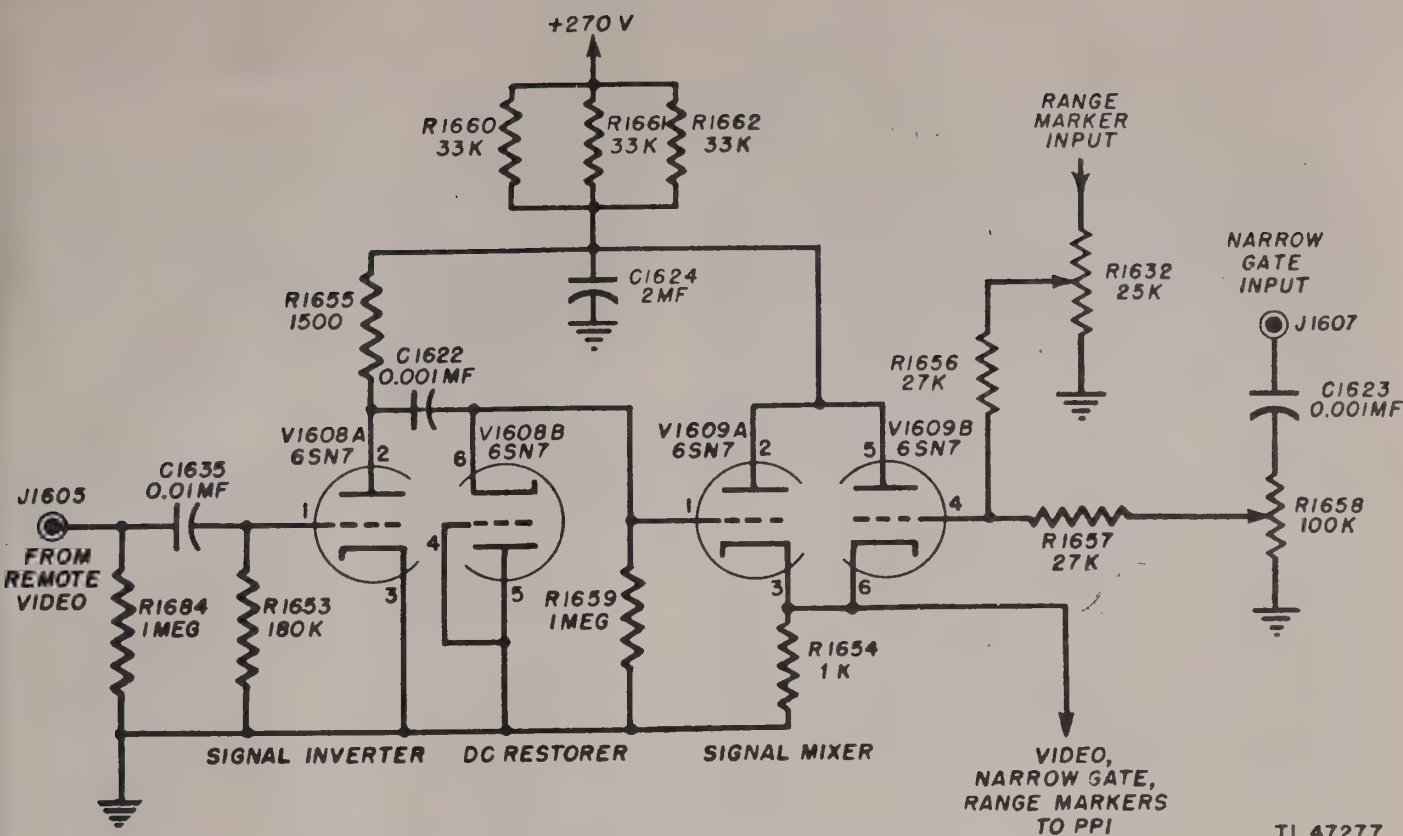 +270 V
R1660
33K
R1661
33K
R1662
33K
RANGE
MARKER
INPUT
R1632
25K
NARROW
GATE
INPUT
J1607
C1624
2MF
R1655
1500
C1622
0.001MF
R1656
27K
C1623
0.001MF
V1608A
6SN7
2
V1608B
6SN7
6
V1609A
6SN7
2
V1609B
6SN7
5
J1605
C1635
0.01MF
1
4
1
4
R1658
100K
R1657
27K
FROM
REMOTE
VIDEO
R1684
1MEG
R1653
180K
3
5
R1659
1MEG
3
6
R1654
1K
SIGNAL INVERTER
DC RESTORER
SIGNAL MIXER
VIDEO,
NARROW GATE,
RANGE MARKERS
TO PPI
TL 47277